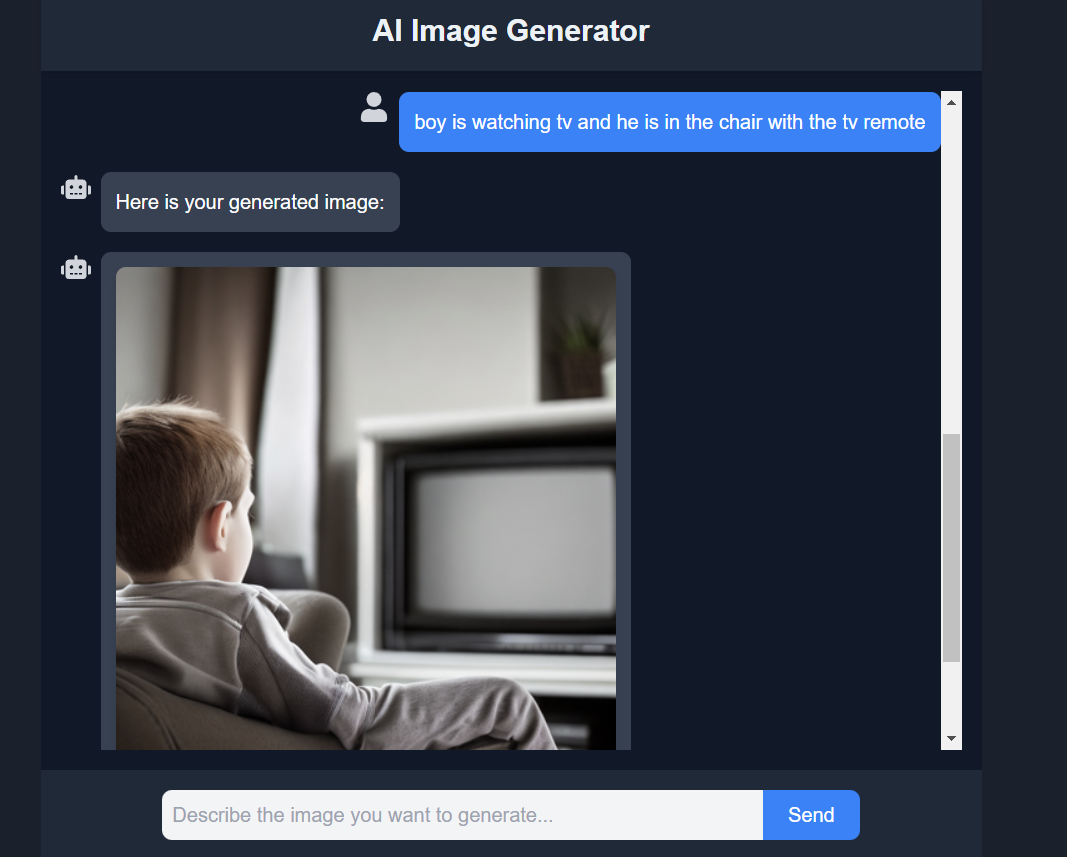 AI Image Generator
boy is watching tv and he is in the chair with the tv remote
Here is your generated image:
Describe the image you want to generate...
Send